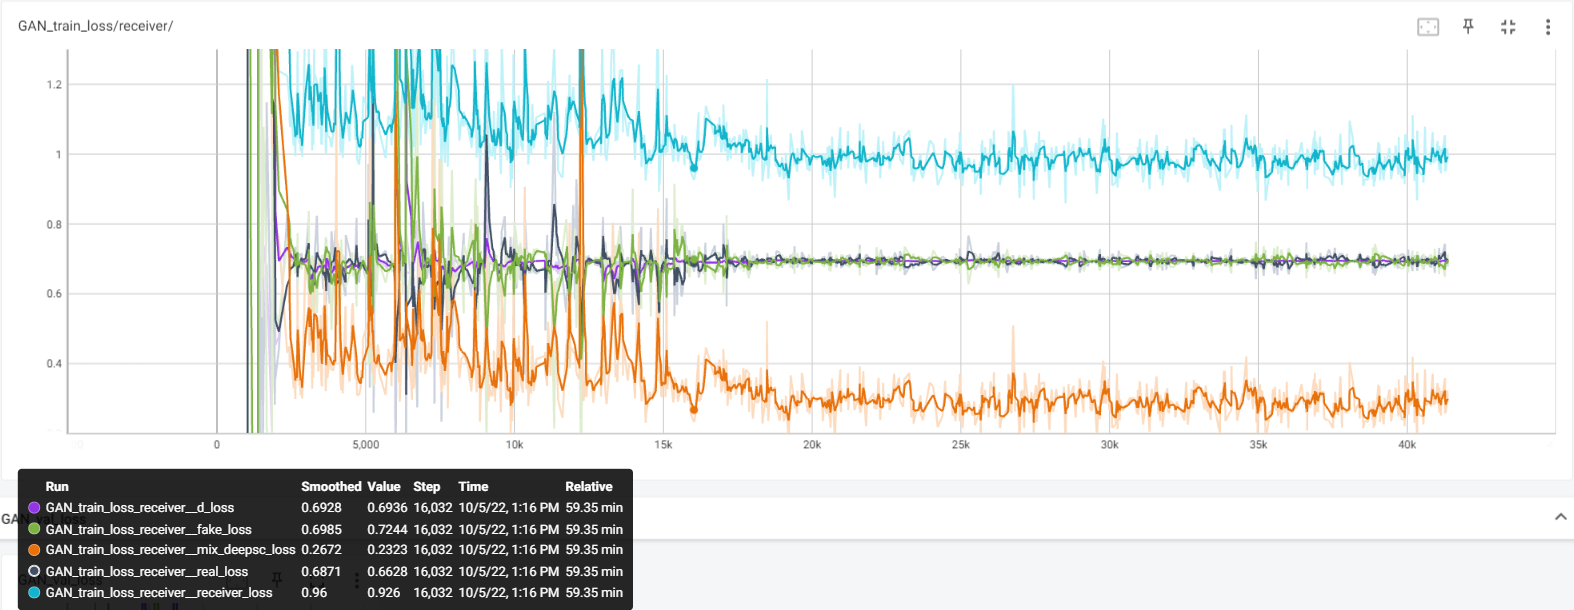 GAN_train_loss/receiver/
1.2
1
0.8
0.6
0.4
0 5,000 10k 15k 20k 25k 30k 35k 40k
Run Smoothed Value Step Time Relative
GAN_train_loss_receiver__d_loss 0.6928 0.6936 16,032 10/5/22, 1:16 PM 59.35 min
GAN_train_loss_receiver__fake_loss 0.6985 0.7244 16,032 10/5/22, 1:16 PM 59.35 min
GAN_train_loss_receiver__mix_deepsc_loss 0.2672 0.2323 16,032 10/5/22, 1:16 PM 59.35 min
GAN_train_loss_receiver__real_loss 0.6871 0.6628 16,032 10/5/22, 1:16 PM 59.35 min
GAN_train_loss_receiver__receiver_loss 0.96 0.926 16,032 10/5/22, 1:16 PM 59.35 min